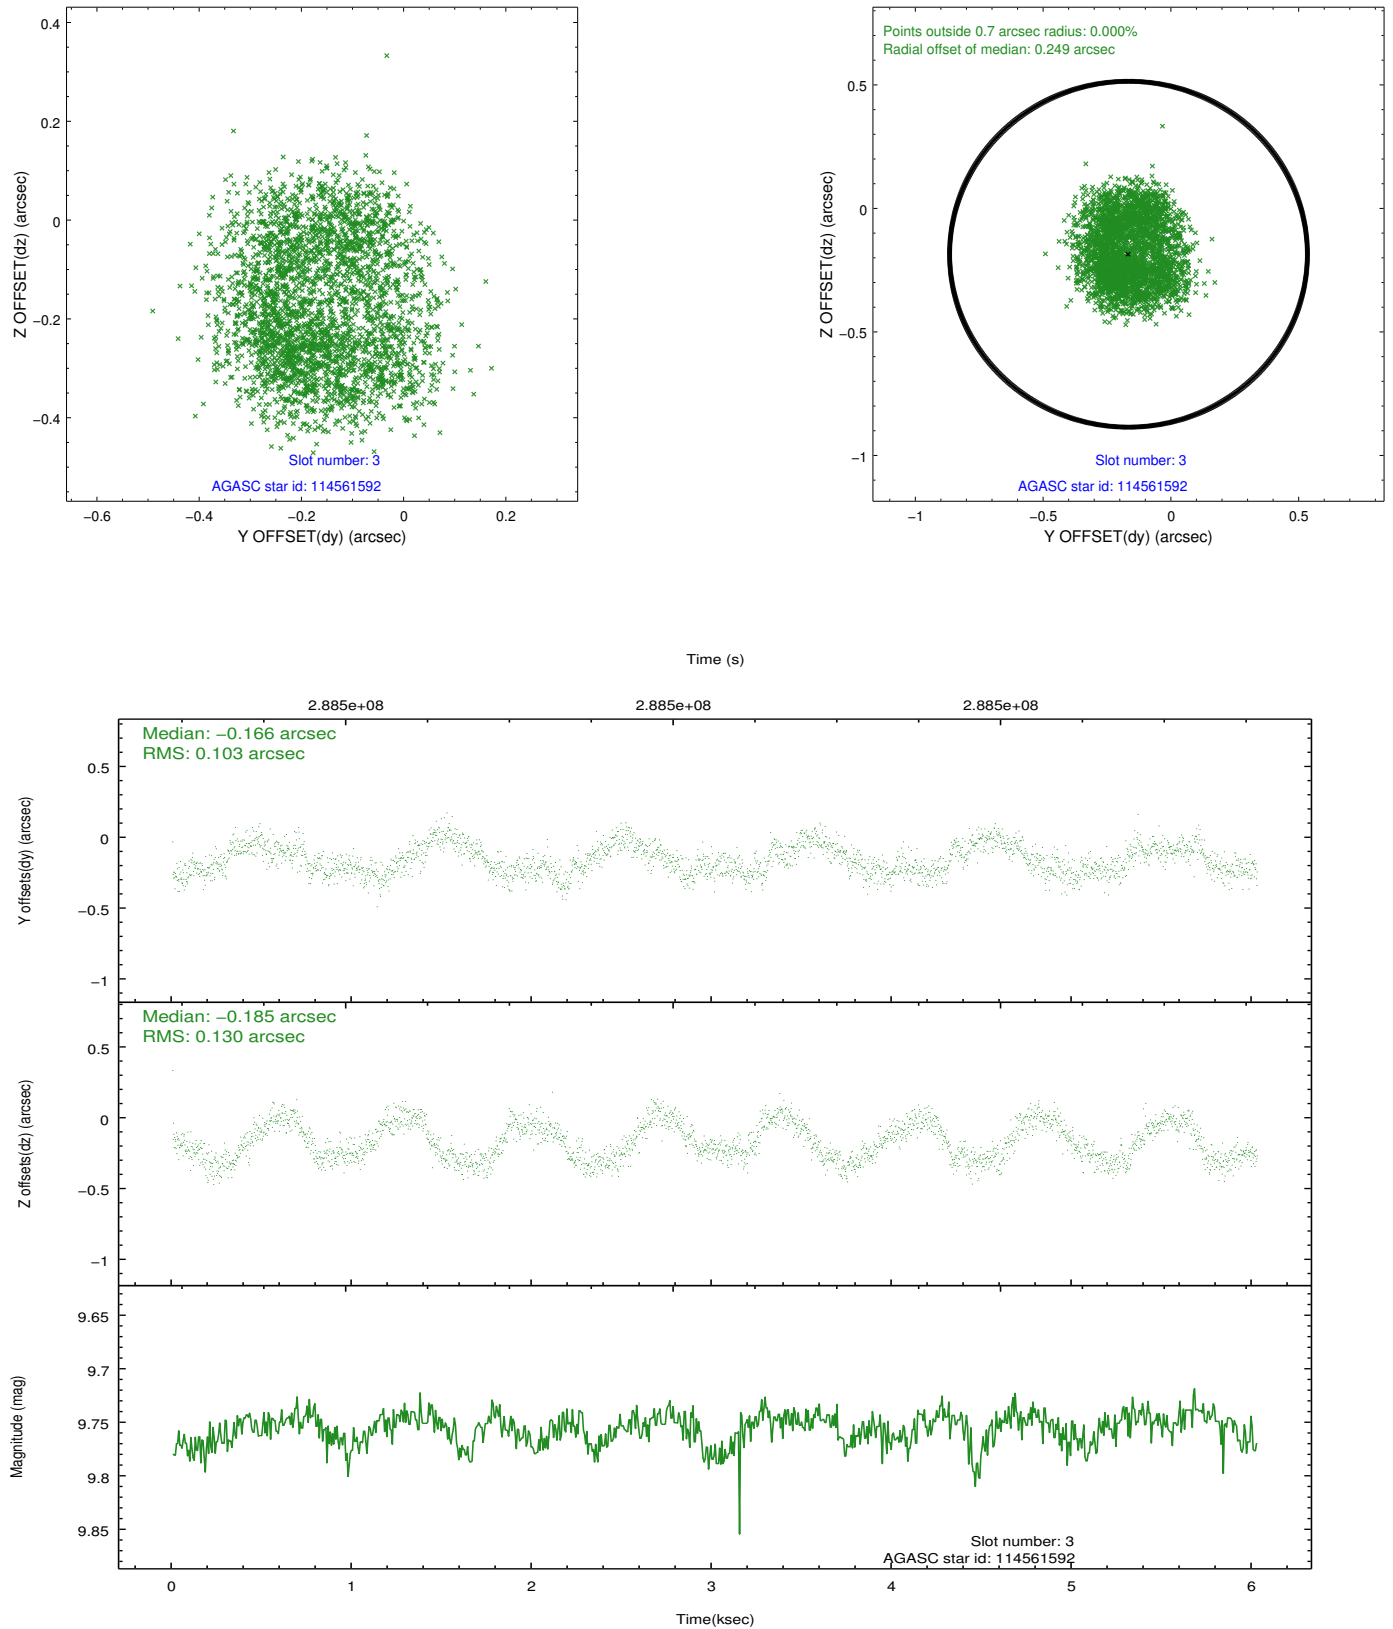 0.4
0.2
0
−0.2
−0.4
Z OFFSET(dz) (arcsec)
Slot number: 3
AGASC star id: 114561592
−0.6
−0.4
−0.2
0
0.2
Y OFFSET(dy) (arcsec)
Points outside 0.7 arcsec radius: 0.000%
Radial offset of median: 0.249 arcsec
0.5
0
−0.5
−1
Z OFFSET(dz) (arcsec)
Slot number: 3
AGASC star id: 114561592
−1
−0.5
0
0.5
Y OFFSET(dy) (arcsec)
Time (s)
2.885e+08
2.885e+08
2.885e+08
Median: −0.166 arcsec
RMS: 0.103 arcsec
0.5
0
−0.5
−1
Y offsets(dy) (arcsec)
Median: −0.185 arcsec
RMS: 0.130 arcsec
0.5
0
−0.5
−1
Z offsets(dz) (arcsec)
9.65
9.7
9.75
9.8
9.85
Magnitude (mag)
Slot number: 3
AGASC star id: 114561592
0
1
2
3
4
5
6
Time(ksec)